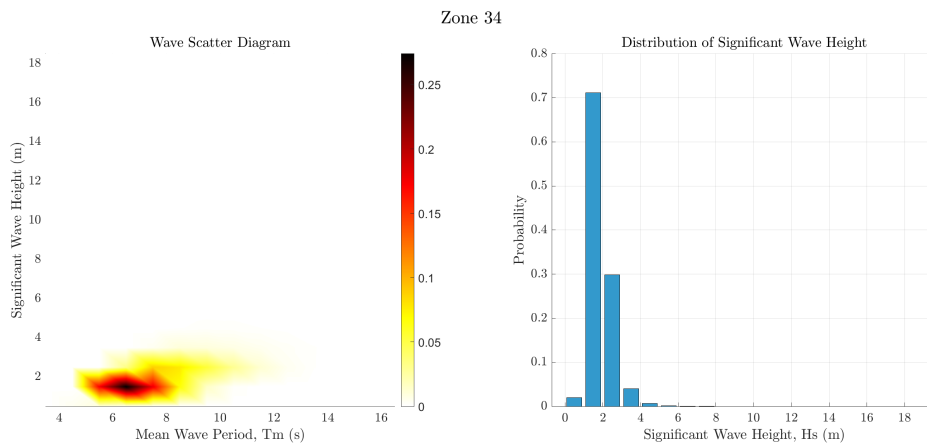 Zone 34
Wave Scatter Diagram
Significant Wave Height (m)
18
16
14
12
10
8
6
4
2
4 6 8 10 12 14 16
Mean Wave Period, Tm (s)
0.25
0.2
0.15
0.1
0.05
0
Distribution of Significant Wave Height
Probability
0.8
0.7
0.6
0.5
0.4
0.3
0.2
0.1
0
0 2 4 6 8 10 12 14 16 18
Significant Wave Height, Hs (m)